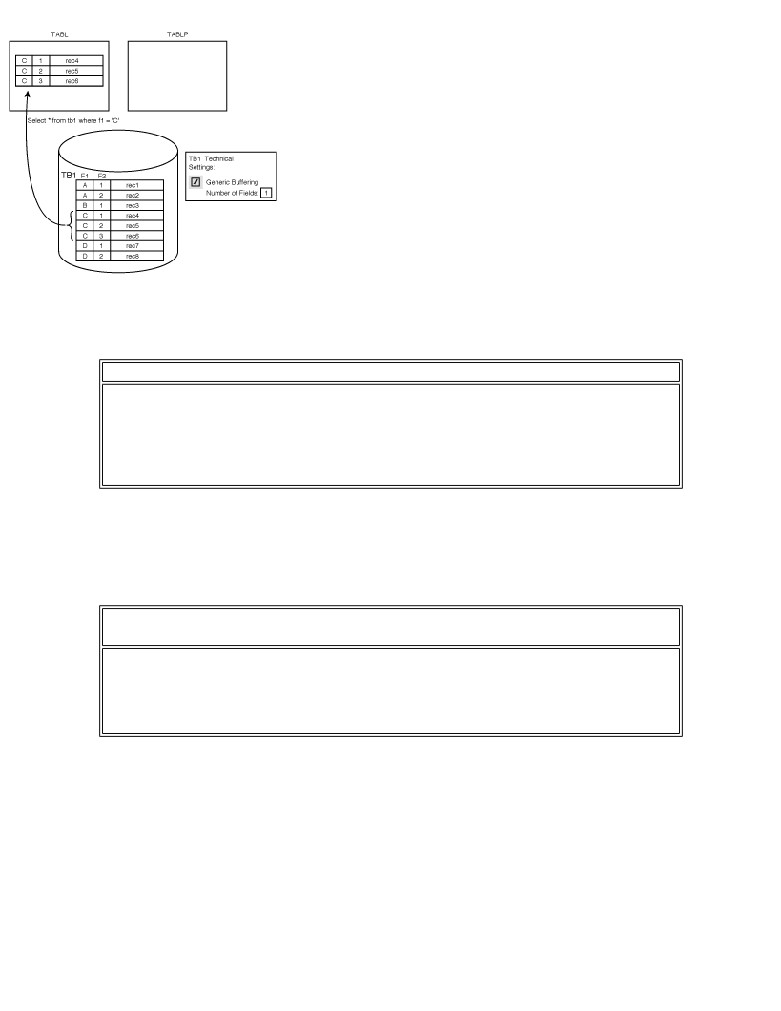 TABL TABLP
C 1 rec4
C 2 rec5
C 3 rec6
Select * from tb1 where f1 = 'C'
TB1 Technical
Settings:
Generic Buffering
Number of Fields: 1
TB1 F1 F2
A 1 rec1
A 2 rec2
B 1 rec3
C 1 rec4
C 2 rec5
C 3 rec6
D 1 rec7
D 2 rec8